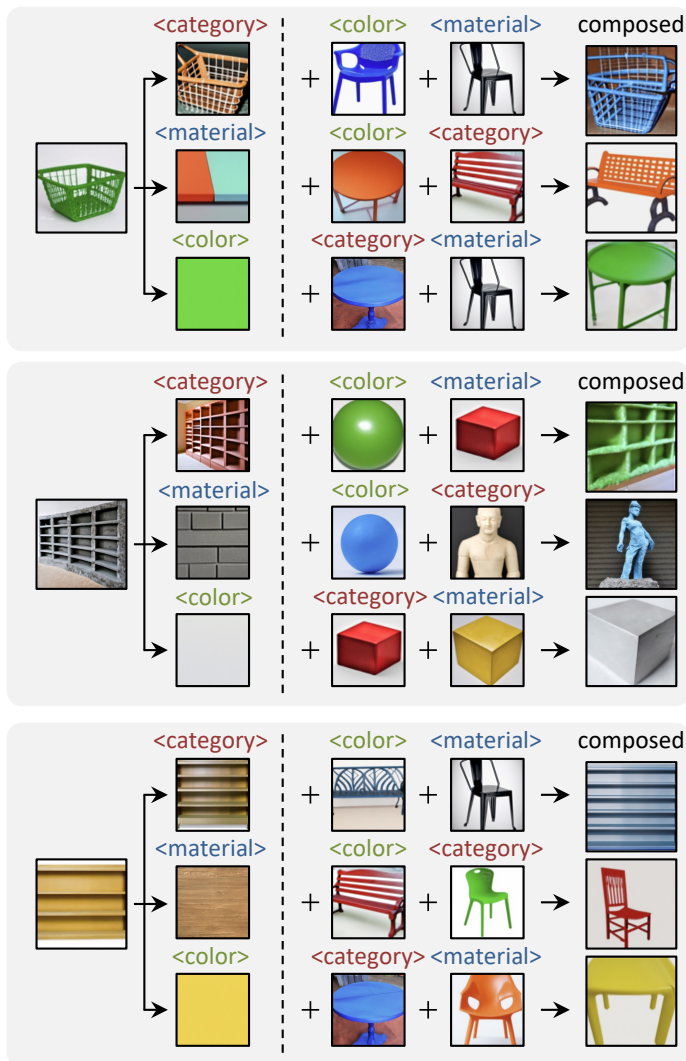 <category> <color> <material> composed
+ +
<material> <color> <category>
+ +
<color> <category> <material>
+ +
<category> <color> <material> composed
+ +
<material> <color> <category>
+ +
<color> <category> <material>
+ +
<category> <color> <material> composed
+ +
<material> <color> <category>
+ +
<color> <category> <material>
+ +